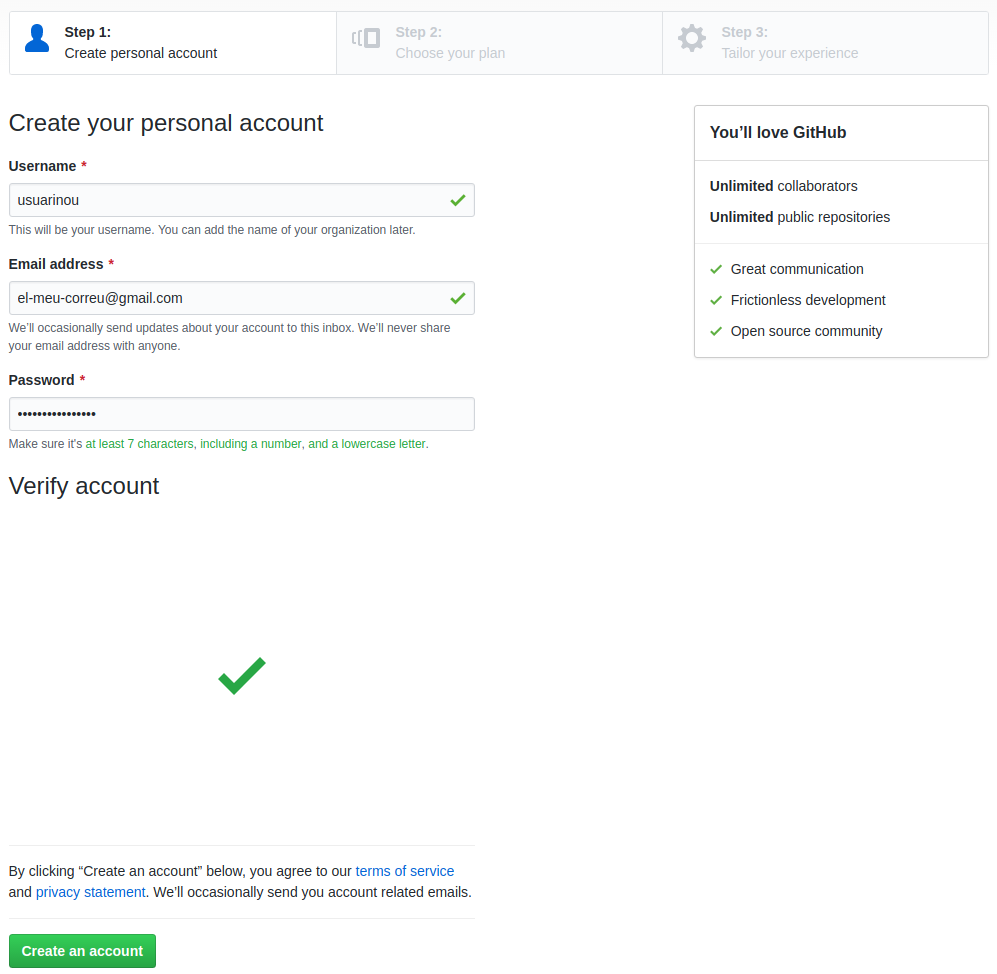 Step 1:
Create personal account
Step 2:
Choose your plan
Step 3:
Tailor your experience
Create your personal account
Username *
usuarinou
This will be your username. You can add the name of your organization later.
Email address *
el-meu-correu@gmail.com
We’ll occasionally send updates about your account to this inbox. We’ll never share
your email address with anyone.
Password *
••••••••••••••••
Make sure it's at least 7 characters, including a number, and a lowercase letter.
Verify account
By clicking “Create an account” below, you agree to our terms of service
and privacy statement. We’ll occasionally send you account related emails.
Create an account
You’ll love GitHub
Unlimited collaborators
Unlimited public repositories
Great communication
Frictionless development
Open source community